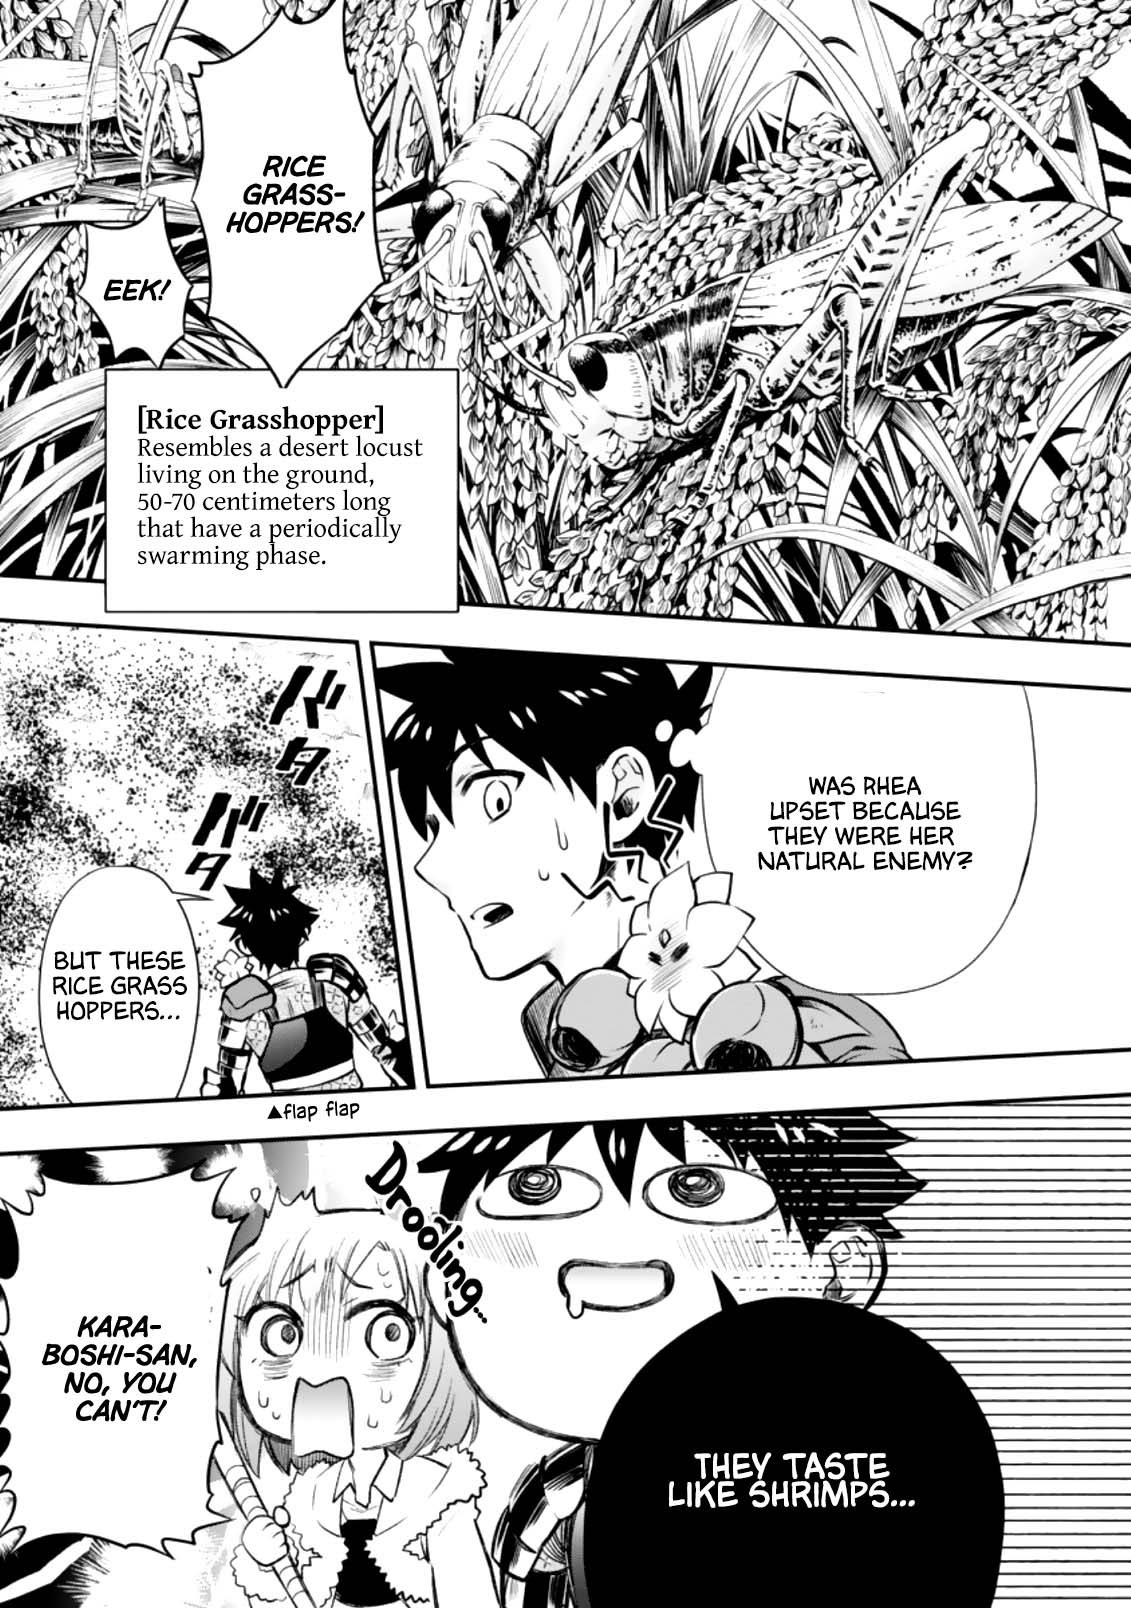 RICE
GRASS-
HOPPERS!
EEK!
[Rice Grasshopper]
Resembles a desert locust
living on the ground,
50-70 centimeters long
that have a periodically
swarming phase.
WAS RHEA
UPSET BECAUSE
THEY WERE HER
NATURAL ENEMY?
バタ
バタ
BUT THESE
RICE GRASS
HOPPERS...
▲flap flap
Drooling...
THEY TASTE
LIKE SHRIMPS...
KARA-
BOSHI-SAN,
NO, YOU
CAN'T!